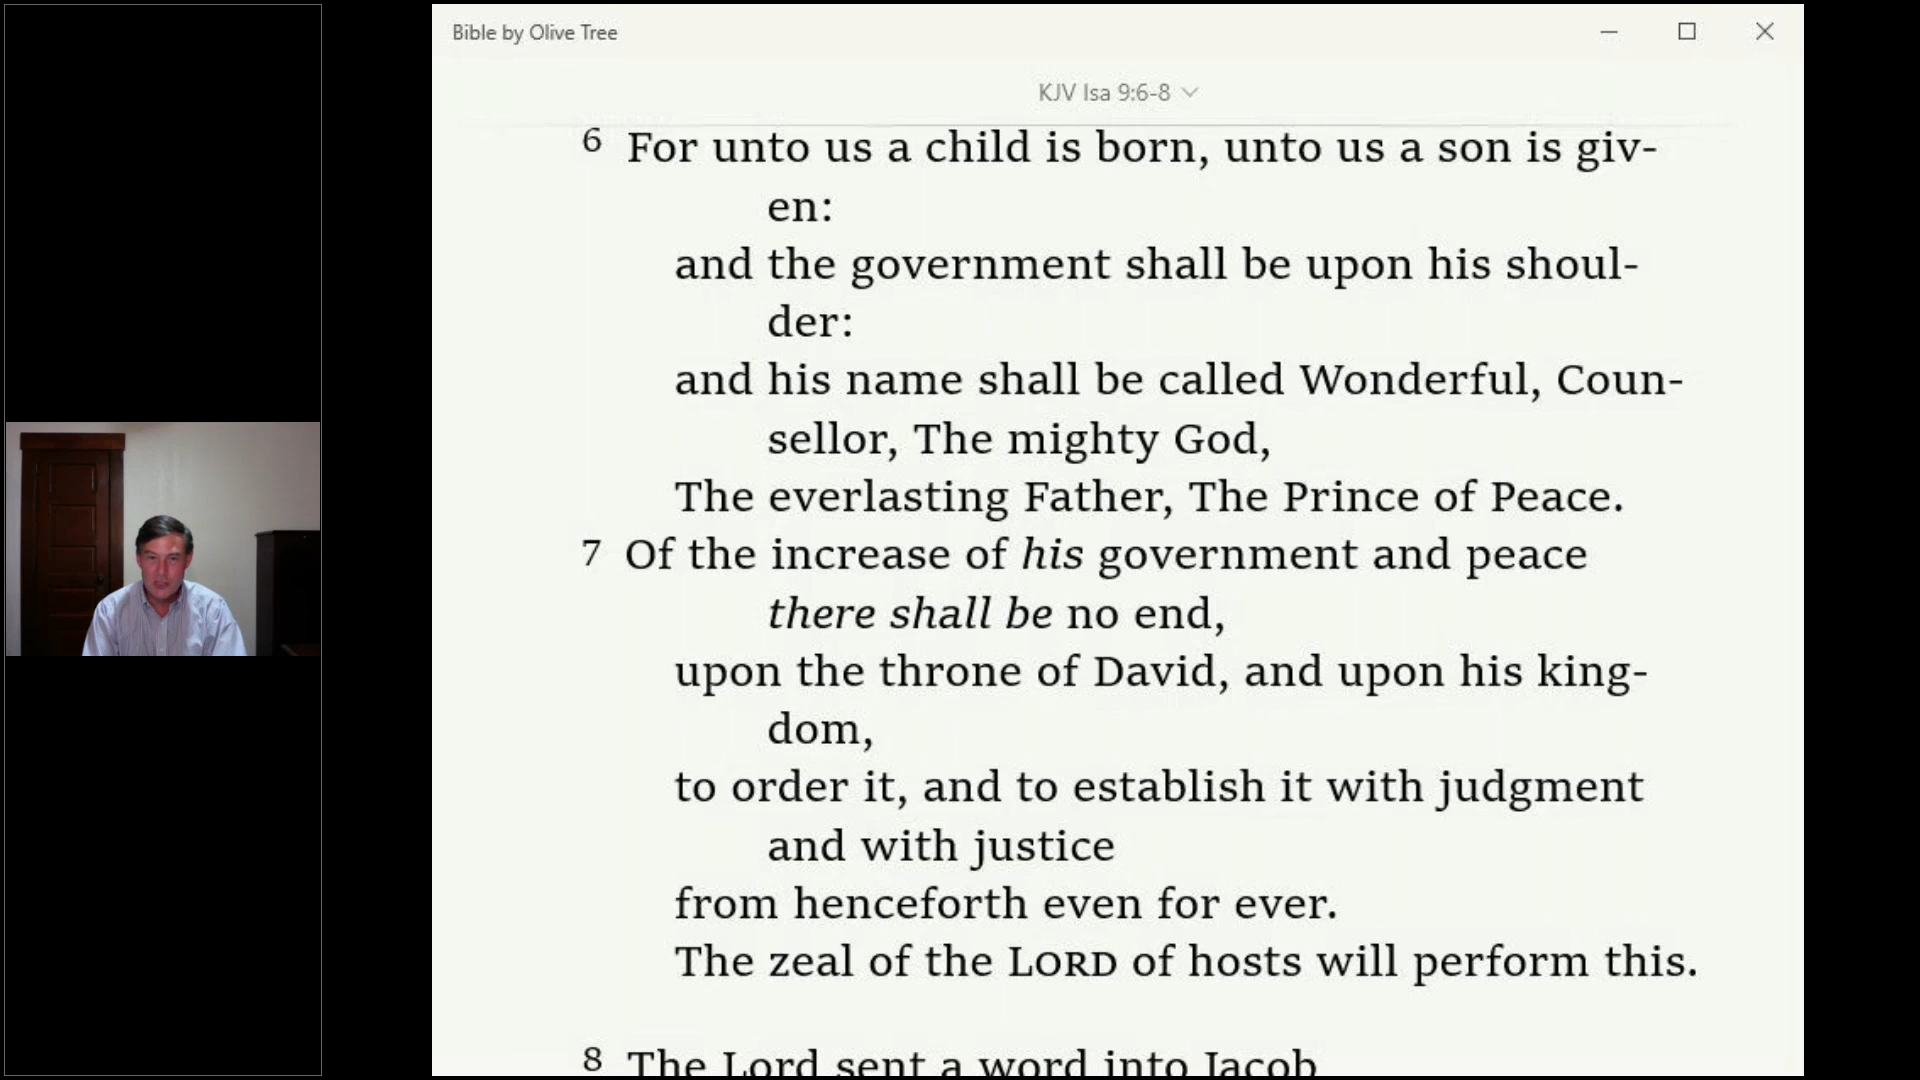 Bible by Olive Tree
KJV Isa 9:6-8
6 For unto us a child is born, unto us a son is giv-
en:
and the government shall be upon his shoul-
der:
and his name shall be called Wonderful, Coun-
sellor, The mighty God,
The everlasting Father, The Prince of Peace.
7 Of the increase of his government and peace
there shall be no end,
upon the throne of David, and upon his king-
dom,
to order it, and to establish it with judgment
and with justice
from henceforth even for ever.
The zeal of the LORD of hosts will perform this.
8 The Lord sent a word into Jacob